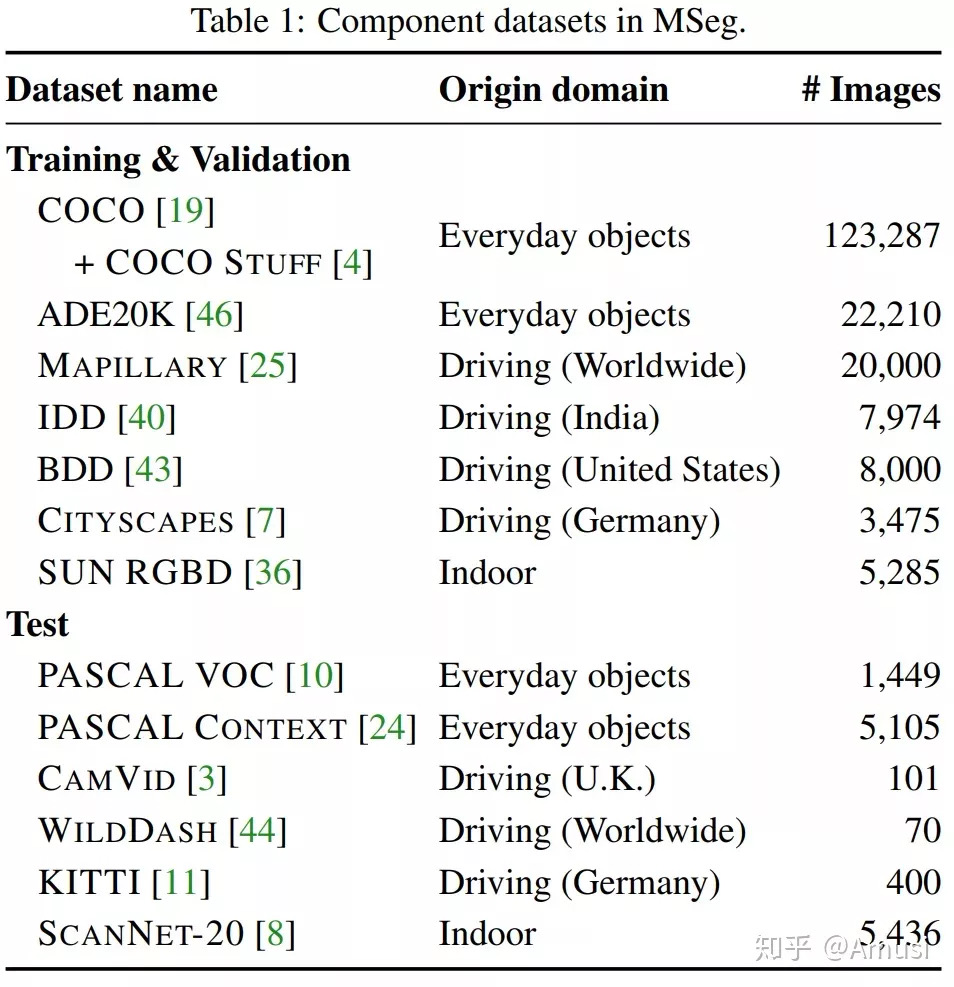 Table 1: Component datasets in MSeg.
Dataset name Origin domain # Images
Training & Validation
COCO [19]
+ COCO STUFF [4] Everyday objects 123,287
ADE20K [46] Everyday objects 22,210
MAPILLARY [25] Driving (Worldwide) 20,000
IDD [40] Driving (India) 7,974
BDD [43] Driving (United States) 8,000
CITYSCAPES [7] Driving (Germany) 3,475
SUN RGBD [36] Indoor 5,285
Test
PASCAL VOC [10] Everyday objects 1,449
PASCAL CONTEXT [24] Everyday objects 5,105
CAMVID [3] Driving (U.K.) 101
WILDDASH [44] Driving (Worldwide) 70
KITTI [11] Driving (Germany) 400
SCANNET-20 [8] Indoor 5,436
知乎 @Amusi